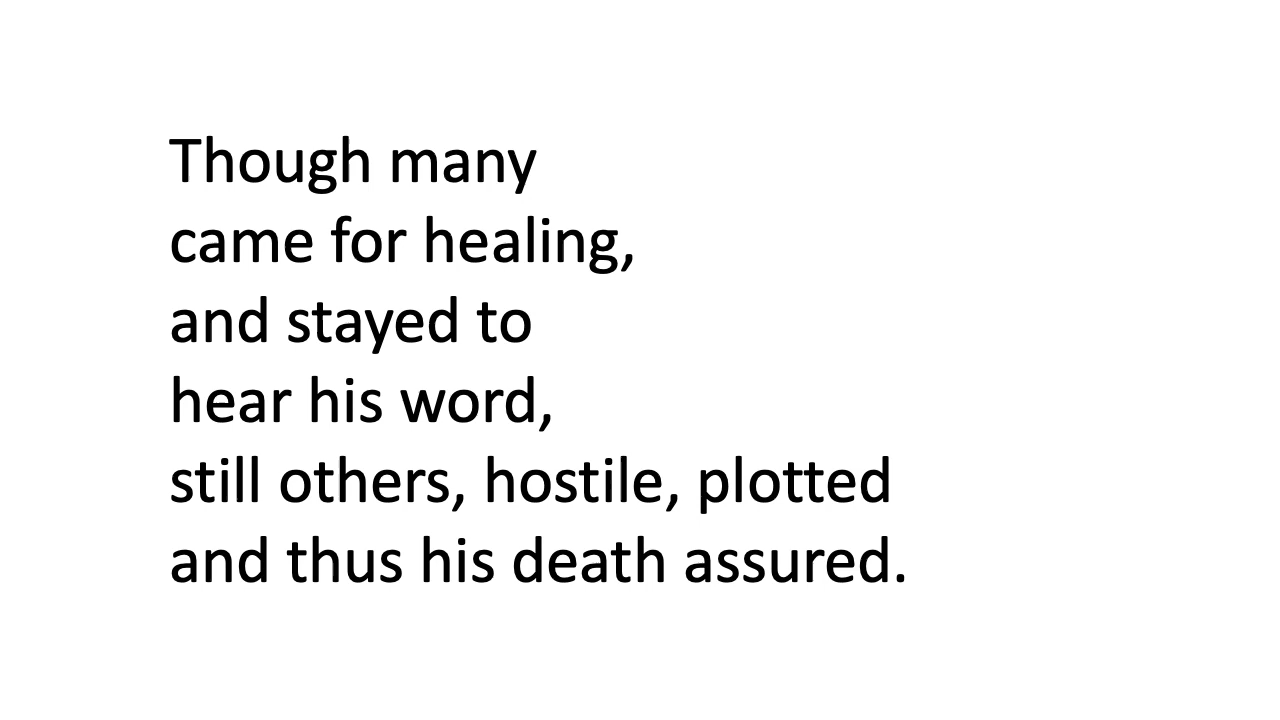 Though many
came for healing,
and stayed to
hear his word,
still others, hostile, plotted
and thus his death assured.